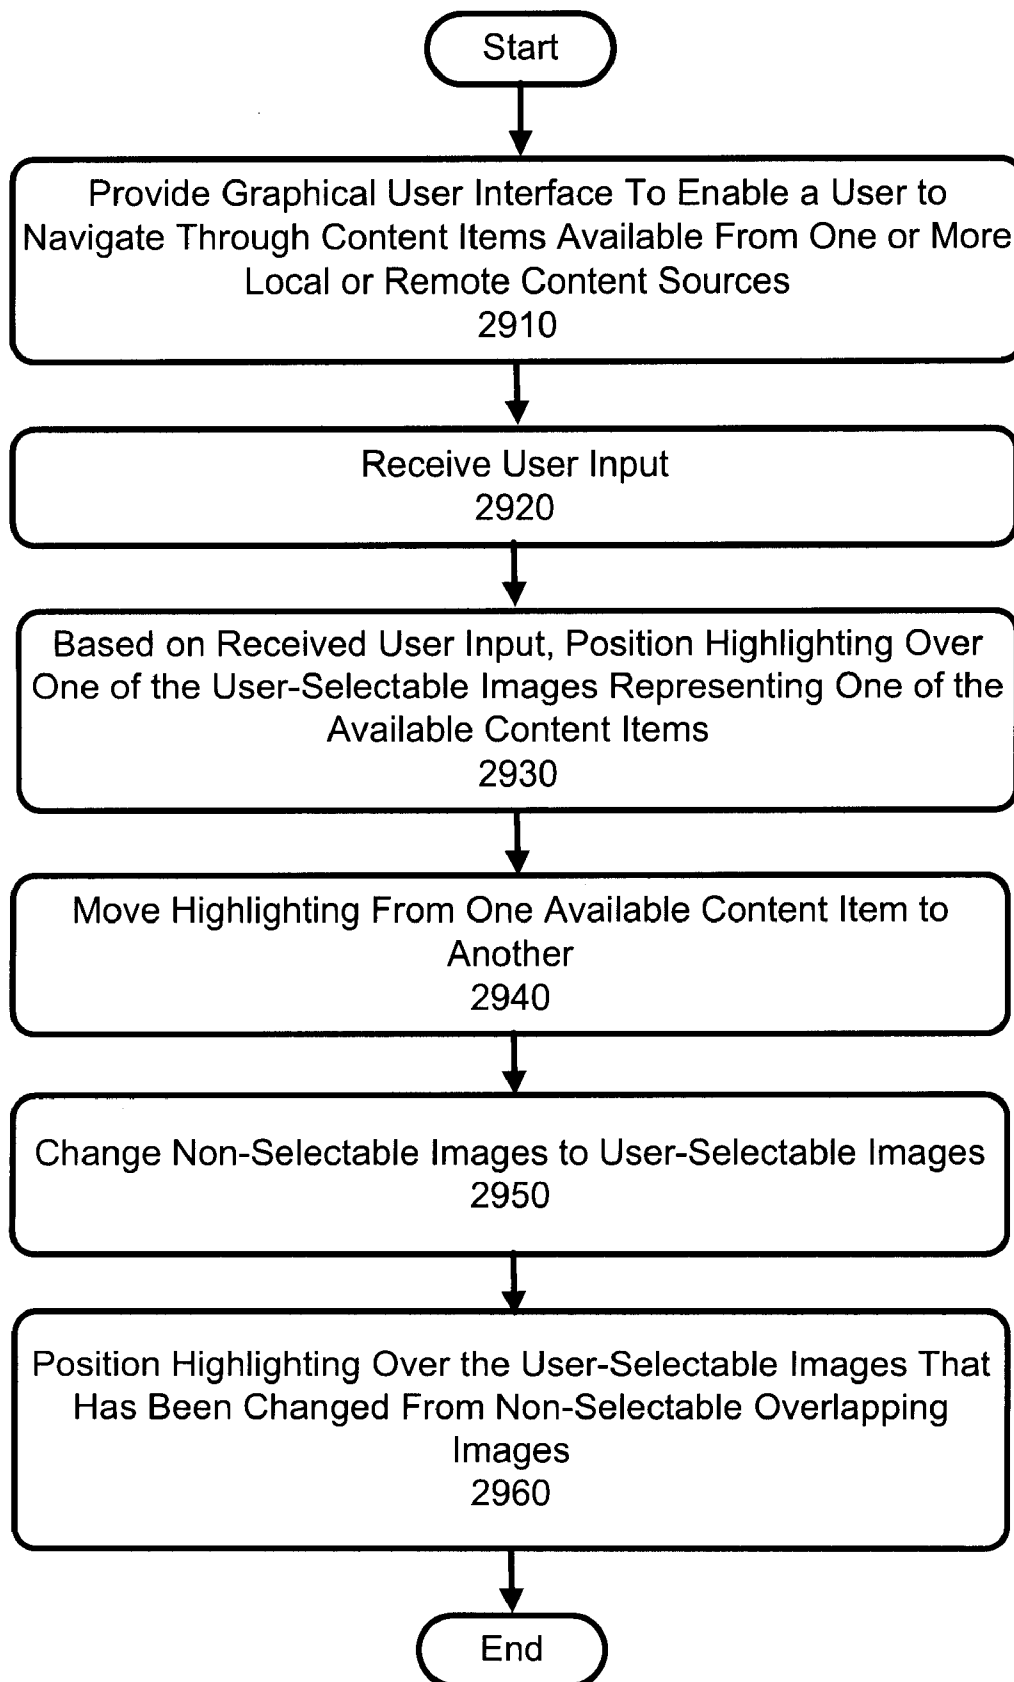 Start
Provide Graphical User Interface To Enable a User to
Navigate Through Content Items Available From One or More
Local or Remote Content Sources
2910
Receive User Input
2920
Based on Received User Input, Position Highlighting Over
One of the User-Selectable Images Representing One of the
Available Content Items
2930
Move Highlighting From One Available Content Item to
Another
2940
Change Non-Selectable Images to User-Selectable Images
2950
Position Highlighting Over the User-Selectable Images That
Has Been Changed From Non-Selectable Overlapping
Images
2960
End